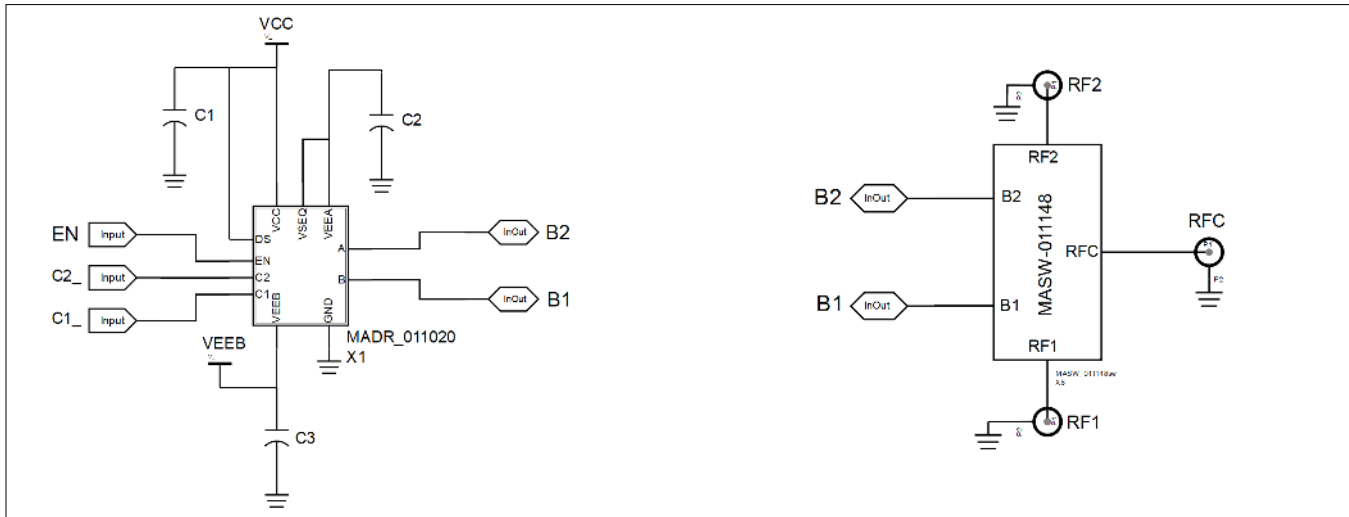 VCC
C1
C2
VCC
VSEQ
VEEA
EN
Input
DS
EN
C2_
Input
C2
C1_
Input
C1
VEEB
GND
A
InOut
B2
B
InOut
B1
MADR_011020
X1
VEEB
C3
RF2
RF2
B2
InOut
B2
MASW-011148
RFC
RFC
P1
P2
B1
InOut
B1
RF1
RF1